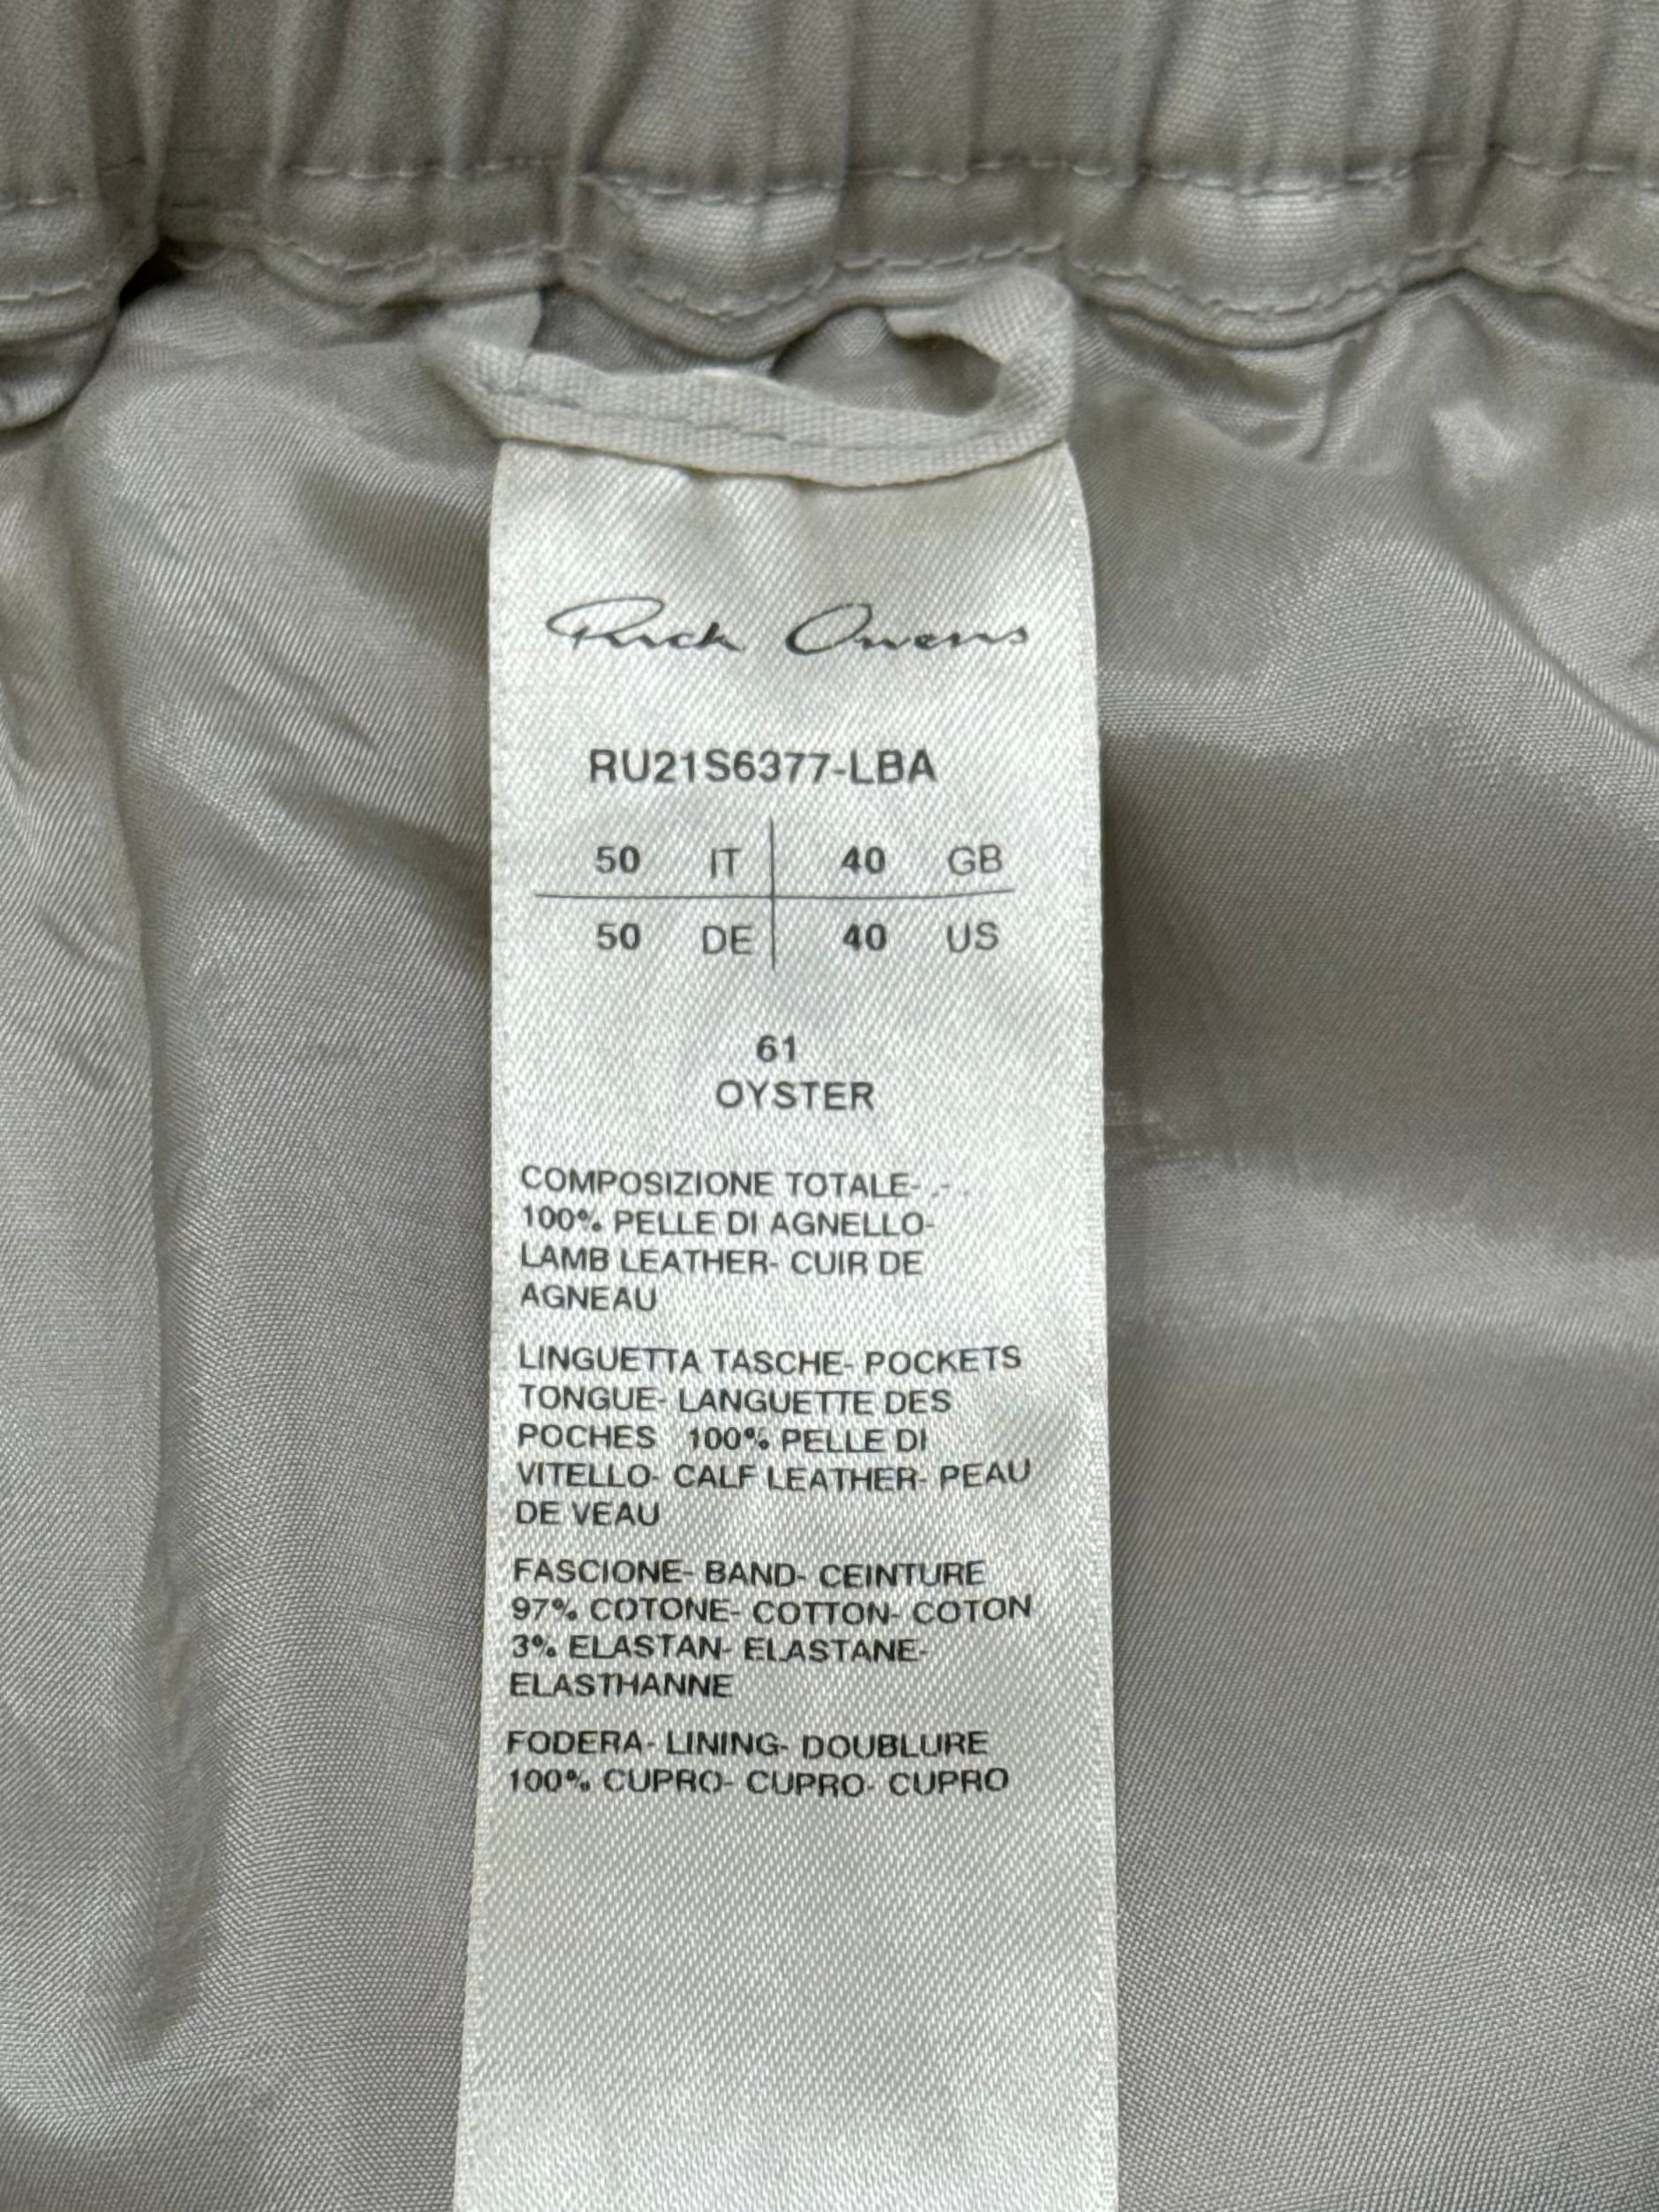 Rick Owens
RU21S6377-LBA
50 IT 40 GB
50 DE 40 US
61
OYSTER
COMPOSIZIONE TOTALE- .- .
100% PELLE DI AGNELLO-
LAMB LEATHER- CUIR DE
AGNEAU
LINGUETTA TASCHE- POCKETS
TONGUE- LANGUETTE DES
POCHES 100% PELLE DI
VITELLO- CALF LEATHER- PEAU
DE VEAU
FASCIONE- BAND- CEINTURE
97% COTONE- COTTON- COTON
3% ELASTAN- ELASTANE-
ELASTHANNE
FODERA- LINING- DOUBLURE
100% CUPRO- CUPRO- CUPRO